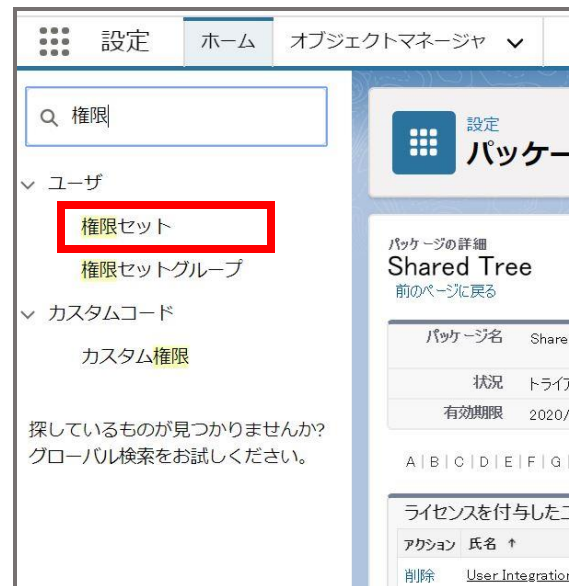 設定 ホーム オブジェクトマネージャ
権限
ユーザ
権限セット
権限セットグループ
カスタムコード
カスタム権限
探しているものが見つかりませんか?
グローバル検索をお試しください。
設定
パッケー
パッケージの詳細
Shared Tree
前のページに戻る
パッケージ名 Share
状況 トライア
有効期限 2020/
A | B | C | D | E | F | G |
ライセンスを付与したユ
アクション 氏名 ↑
削除 User Integration